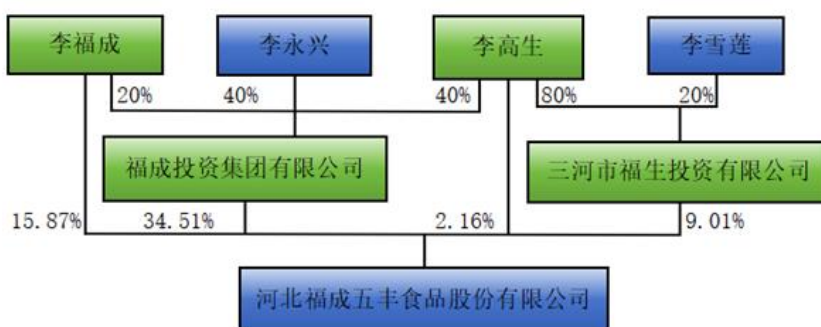 李福成
李永兴
李高生
李雪莲
20%
40%
40%
80%
20%
福成投资集团有限公司
三河市福生投资有限公司
15.87%
34.51%
2.16%
9.01%
河北福成五丰食品股份有限公司